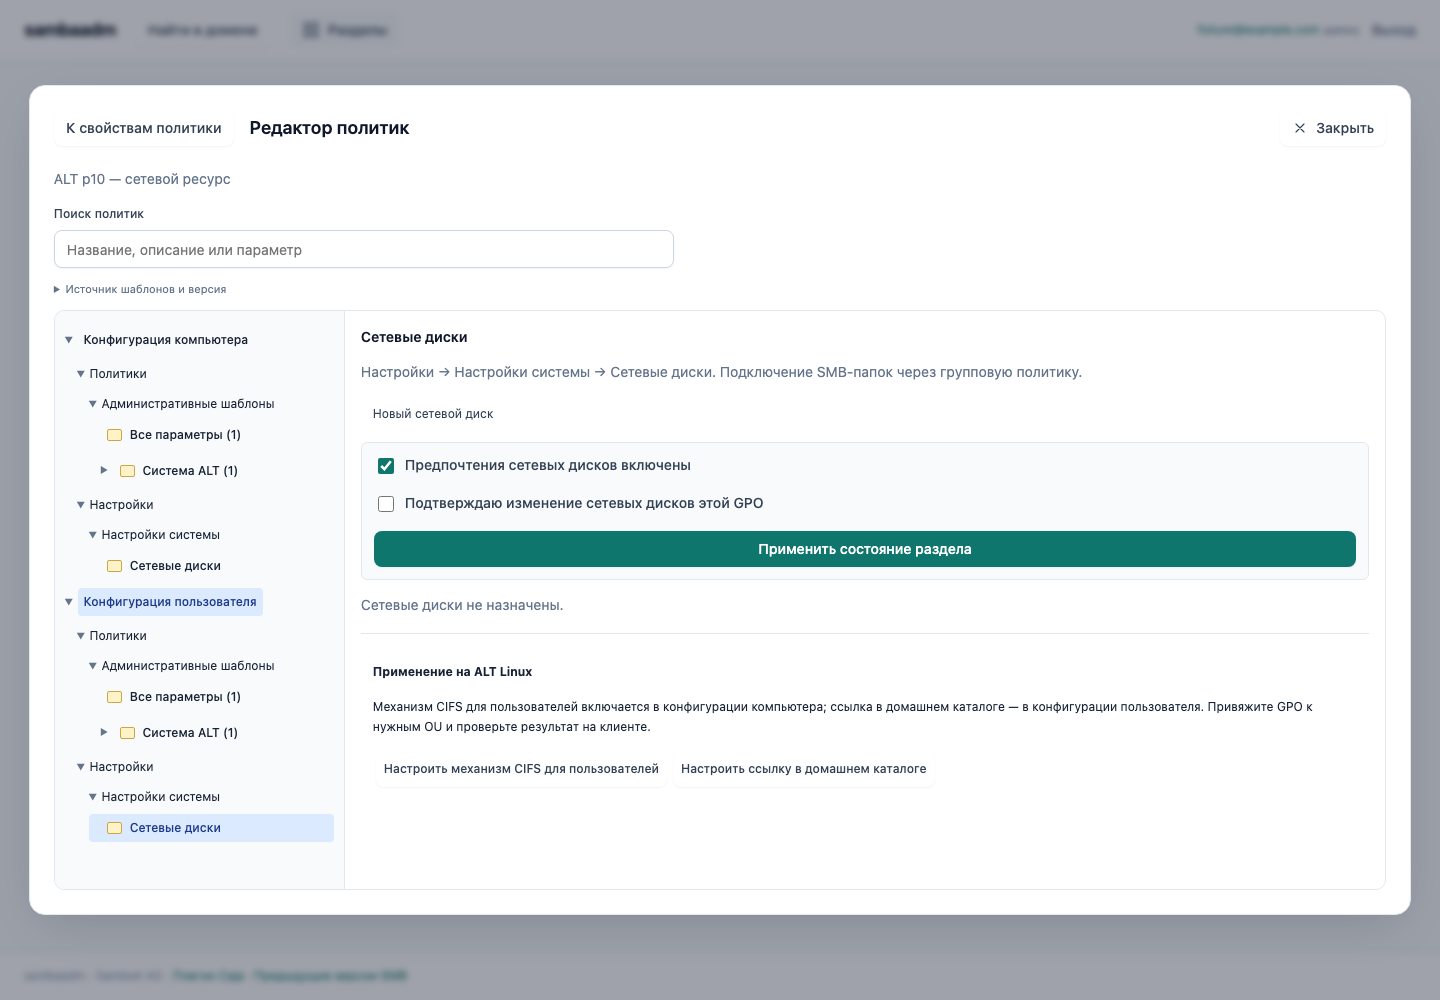 sambaadm
Найти в домене
Разделы
Выход
К свойствам политики
Редактор политик
Закрыть
ALT p10 — сетевой ресурс
Поиск политик
Название, описание или параметр
Источник шаблонов и версия
Конфигурация компьютера
Политики
Административные шаблоны
Все параметры (1)
Система ALT (1)
Настройки
Настройки системы
Сетевые диски
Конфигурация пользователя
Политики
Административные шаблоны
Все параметры (1)
Система ALT (1)
Настройки
Настройки системы
Сетевые диски
Сетевые диски
Настройки → Настройки системы → Сетевые диски. Подключение SMB-папок через групповую политику.
Новый сетевой диск
Предпочтения сетевых дисков включены
Подтверждаю изменение сетевых дисков этой GPO
Применить состояние раздела
Сетевые диски не назначены.
Применение на ALT Linux
Механизм CIFS для пользователей включается в конфигурации компьютера; ссылка в домашнем каталоге — в конфигурации пользователя. Привяжите GPO к
нужным OU и проверьте результат на клиенте.
Настроить механизм CIFS для пользователей
Настроить ссылку в домашнем каталоге